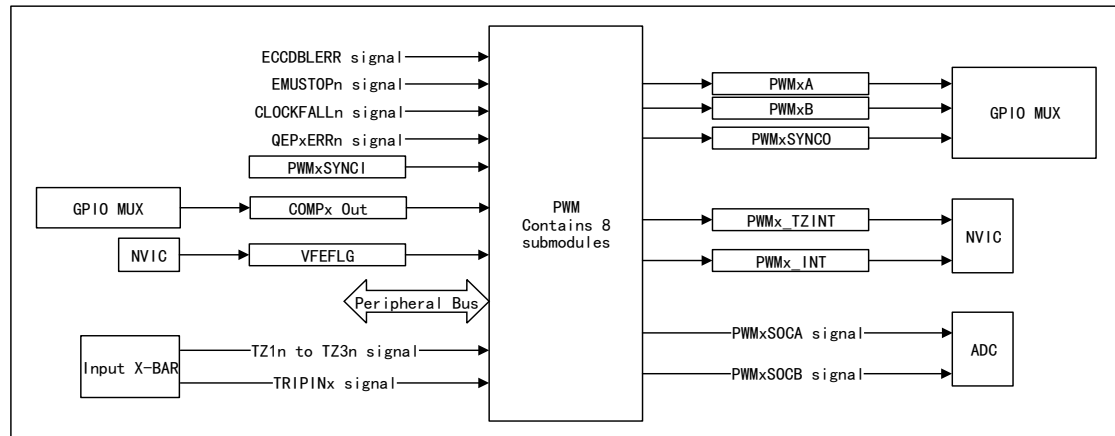 ECCDBLERR signal
EMUSTOPn signal
CLOCKFALLn signal
QEPxERRn signal
PWMxSYNCI
GPIO MUX
COMPx Out
NVIC
VFEFLG
Peripheral Bus
Input X-BAR
TZ1n to TZ3n signal
TRIPINx signal
PWM
Contains 8
submodules
PWMxA
PWMxB
PWMxSYNCO
GPIO MUX
PWMx_TZINT
PWMx_INT
NVIC
PWMxSOCA signal
PWMxSOCB signal
ADC